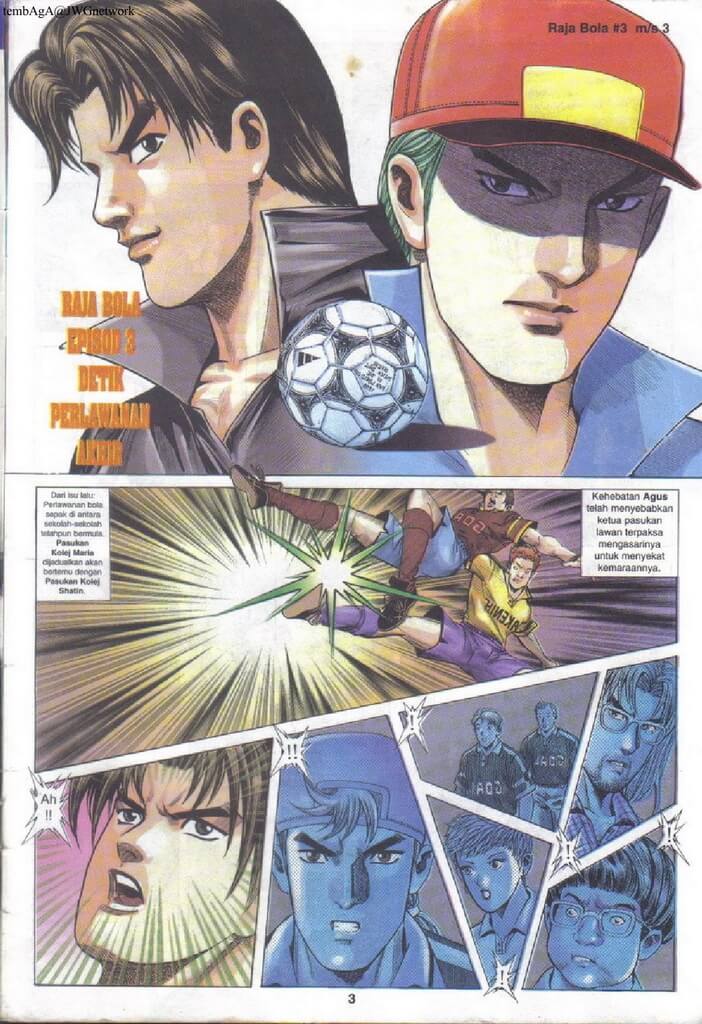 tembAgA@JWGnetwork
Raja Bola #3 m/s 3
RAJA BOLA
EPISOD 3
DETIK
PERLAWANAN
AKHIR
Dari isu lalu:
Perlawanan bola
sepak di antara
sekolah-sekolah
telahpun bermula.
Pasukan
Kolej Maria
dijadualkan akan
bertemu dengan
Pasukan Kolej
Shatin.
Kehebatan Agus
telah menyebabkan
ketua pasukan
lawan terpaksa
mengasarinya
untuk menyekat
kemaraannya.
Ah
!!
!!
!
!
!
!!
3